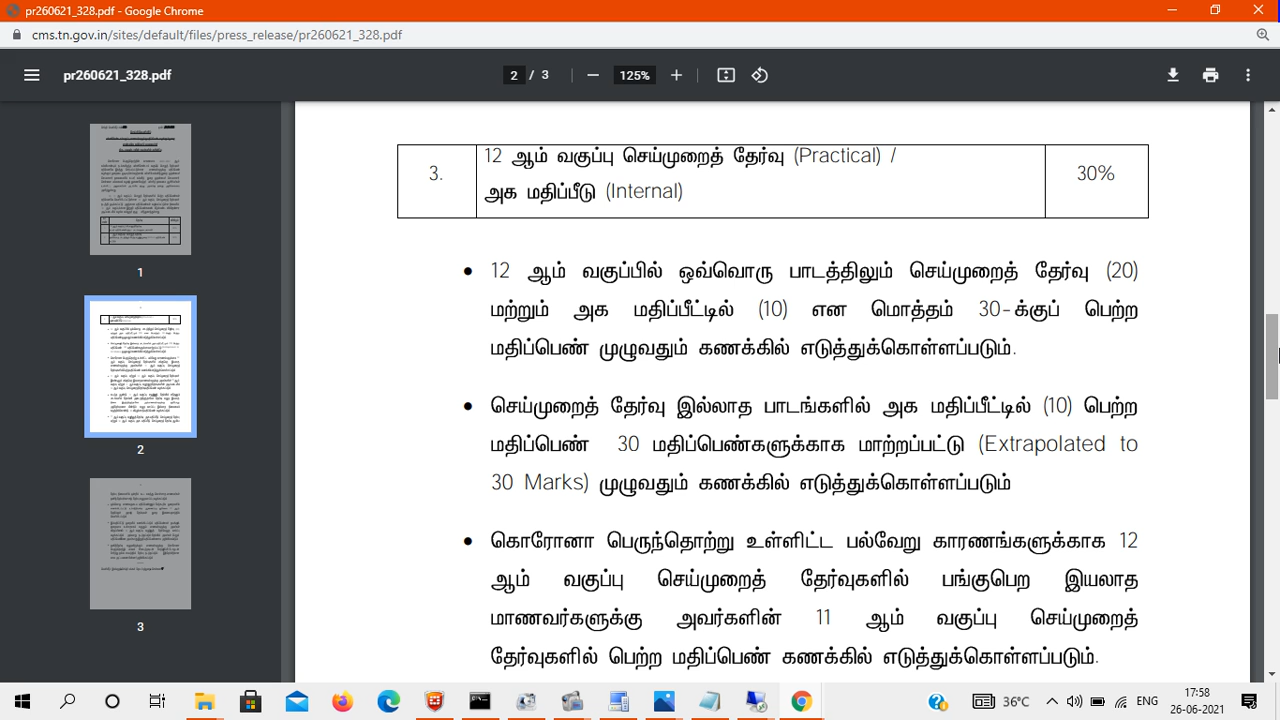 pr260621_328.pdf - Google Chrome
cms.tn.gov.in/sites/default/files/press_release/pr260621_328.pdf
pr260621_328.pdf
2 / 3
125%
3.
12 ஆம் வகுப்பு செய்முறைத் தேர்வு (Practical) /
அக மதிப்பீடு (Internal)
30%
• 12 ஆம் வகுப்பில் ஒவ்வொரு பாடத்திலும் செய்முறைத் தேர்வு (20)
மற்றும் அக மதிப்பீட்டில் (10) என மொத்தம் 30-க்குப் பெற்ற
மதிப்பெண் முழுவதும் கணக்கில் எடுத்துக்கொள்ளப்படும்.
• செய்முறைத் தேர்வு இல்லாத பாடங்களில் அக மதிப்பீட்டில் (10) பெற்ற
மதிப்பெண் 30 மதிப்பெண்களுக்காக மாற்றப்பட்டு (Extrapolated to
30 Marks) முழுவதும் கணக்கில் எடுத்துக்கொள்ளப்படும்
• கொரோனா பெருந்தொற்று உள்ளிட்ட பல்வேறு காரணங்களுக்காக 12
ஆம் வகுப்பு செய்முறைத் தேர்வுகளில் பங்குபெற இயலாத
மாணவர்களுக்கு அவர்களின் 11 ஆம் வகுப்பு செய்முறைத்
தேர்வுகளில் பெற்ற மதிப்பெண் கணக்கில் எடுத்துக்கொள்ளப்படும்.
1
2
3
36°C
ENG
17:58
26-06-2021